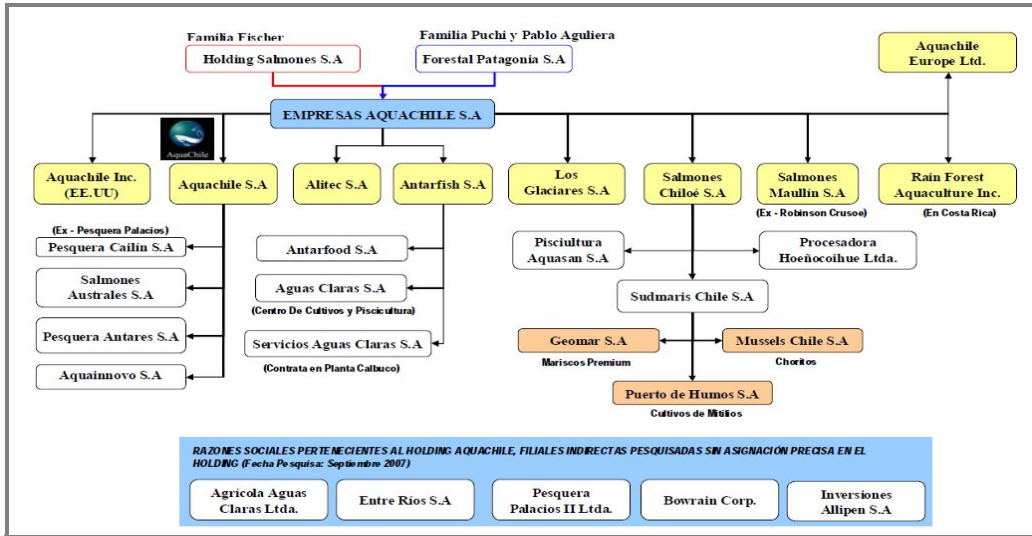 Familia Fischer
Holding Salmones S.A
Familia Puchi y Pablo Aguliera
Forestal Patagonia S.A
Aquachile
Europe Ltd.
EMPRESAS AQUACHILE S.A
AquaChile
Aquachile Inc.
(EE.UU)
Aquachile S.A
Alitec S.A
Antarfish S.A
Los
Glaciares S.A
Salmones
Chiloé S.A
Salmones
Maullín S.A
Rain Forest
Aquaculture Inc.
(Ex - Robinson Crusoe)
(En Costa Rica)
(Ex - Pesquera Palacios)
Pesquera Cailín S.A
Salmones
Australes S.A
Pesquera Antares S.A
Aquainnovo S.A
Antarfood S.A
Aguas Claras S.A
(Centro De Cultivos y Piscicultura)
Servicios Aguas Claras S.A
(Contrata en Planta Calbuco)
Pisciultura
Aquasan S.A
Procesadora
Hoeñocoihue Ltda.
Sudmaris Chile S.A
Geomar S.A
Mariscos Premium
Mussels Chile S.A
Choritos
Puerto de Humos S.A
Cultivos de Mitilios
RAZONES SOCIALES PERTENECIENTES AL HOLDING AQUACHILE, FILIALES INDIRECTAS PESQUISADAS SIN ASIGNACIÓN PRECISA EN EL
HOLDING (Fecha Pesquisa: Septiembre 2007)
Agrícola Aguas
Claras Ltda.
Entre Ríos S.A
Pesquera
Palacios II Ltda.
Bowrain Corp.
Inversiones
Allipen S.A